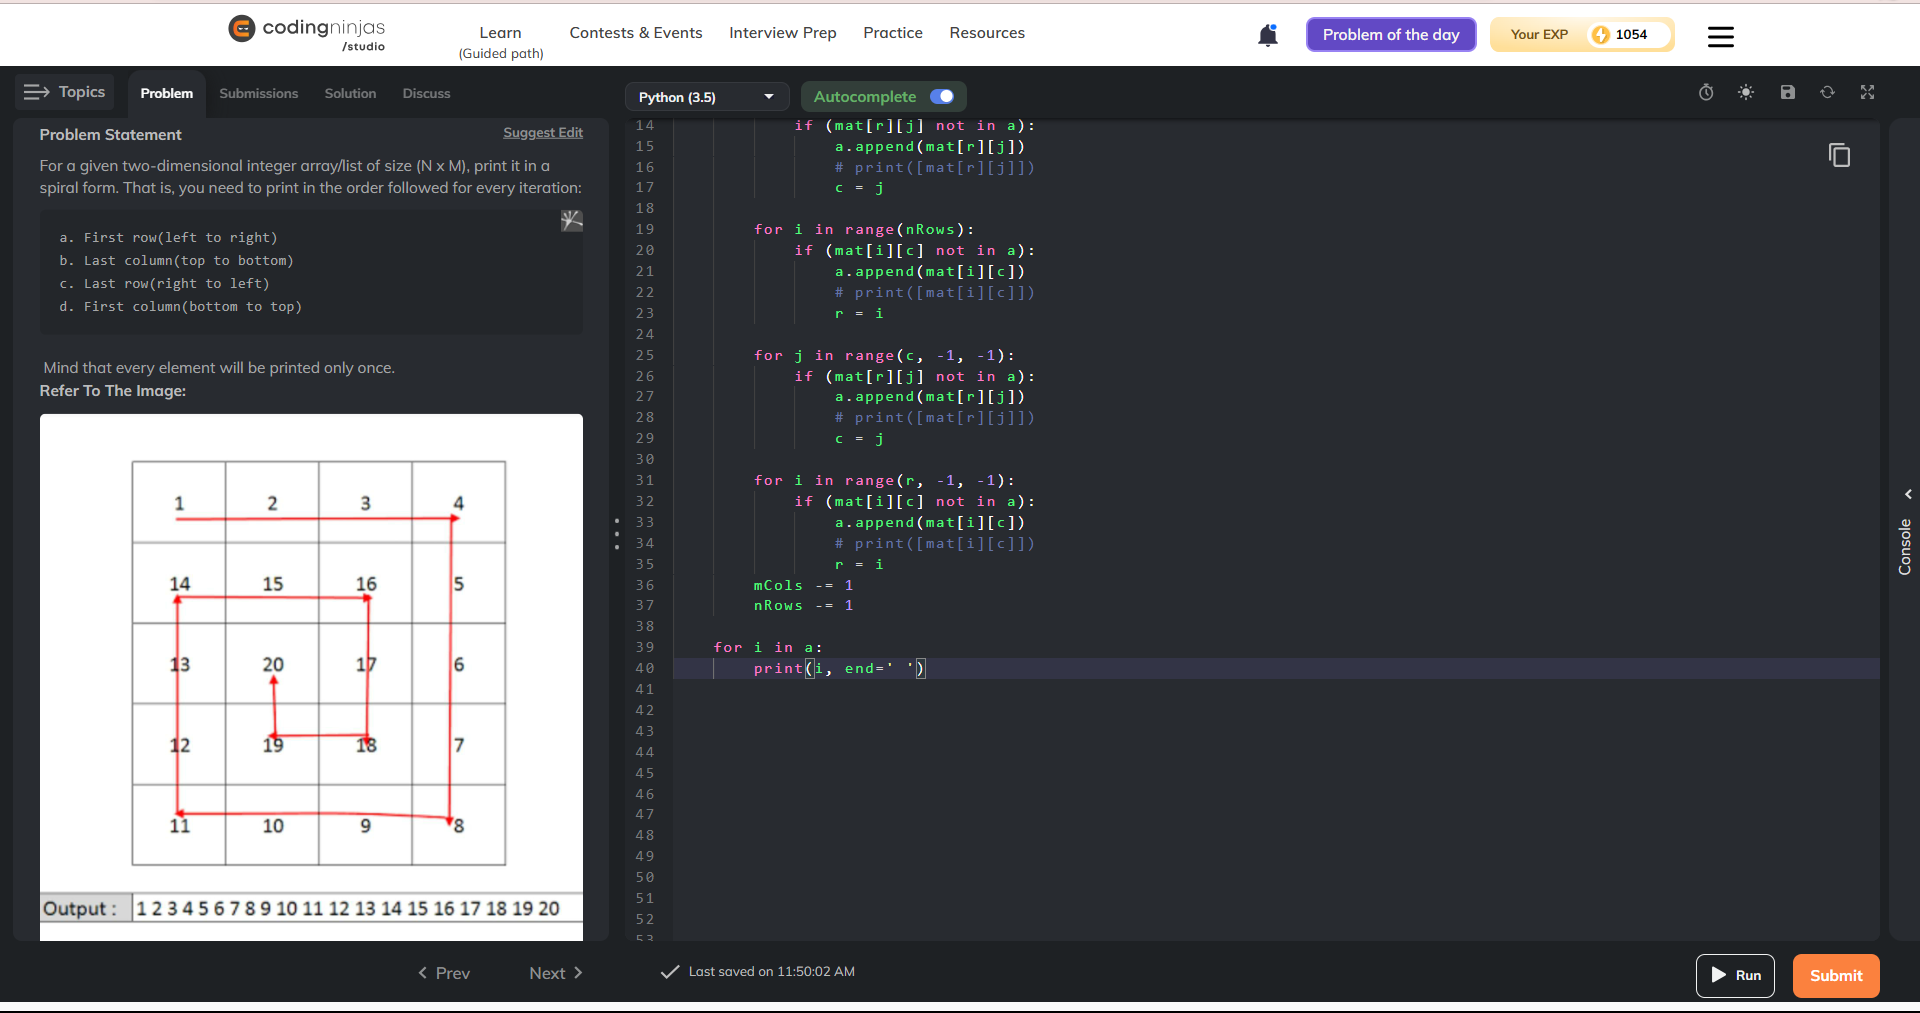 codingninjas
/studio
Learn
(Guided path)
Contests & Events
Interview Prep
Practice
Resources
Problem of the day
Your EXP
1054
Topics
Problem
Submissions
Solution
Discuss
Problem Statement
Suggest Edit
For a given two-dimensional integer array/list of size (N x M), print it in a
spiral form. That is, you need to print in the order followed for every iteration:
a. First row(left to right)
b. Last column(top to bottom)
c. Last row(right to left)
d. First column(bottom to top)
Mind that every element will be printed only once.
Refer To The Image:
1 2 3 4
14 15 16 5
13 20 17 6
12 19 18 7
11 10 9 8
Output : 1 2 3 4 5 6 7 8 9 10 11 12 13 14 15 16 17 18 19 20
Prev
Next
Python (3.5)
Autocomplete
14 if (mat[r][j] not in a):
15 a.append(mat[r][j])
16 # print([mat[r][j]])
17 c = j
18
19 for i in range(nRows):
20 if (mat[i][c] not in a):
21 a.append(mat[i][c])
22 # print([mat[i][c]])
23 r = i
24
25 for j in range(c, -1, -1):
26 if (mat[r][j] not in a):
27 a.append(mat[r][j])
28 # print([mat[r][j]])
29 c = j
30
31 for i in range(r, -1, -1):
32 if (mat[i][c] not in a):
33 a.append(mat[i][c])
34 # print([mat[i][c]])
35 r = i
36 mCols -= 1
37 nRows -= 1
38
39 for i in a:
40 print(i, end=' ')
41
42
43
44
45
46
47
48
49
50
51
52
53
Console
Last saved on 11:50:02 AM
Run
Submit